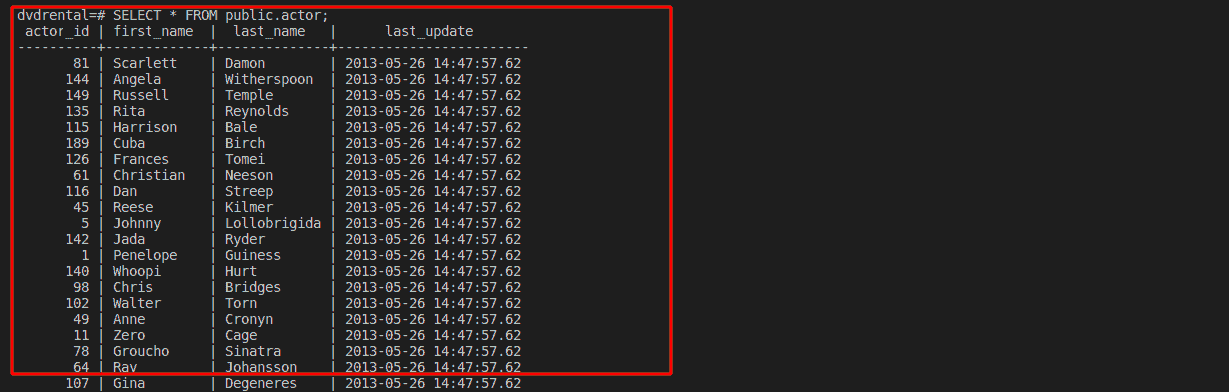 dvdrental=# SELECT * FROM public.actor;
 actor_id | first_name  |  last_name   |      last_update
----------+-------------+--------------+------------------------
       81 | Scarlett    | Damon        | 2013-05-26 14:47:57.62
      144 | Angela      | Witherspoon  | 2013-05-26 14:47:57.62
      149 | Russell     | Temple       | 2013-05-26 14:47:57.62
      135 | Rita        | Reynolds     | 2013-05-26 14:47:57.62
      115 | Harrison    | Bale         | 2013-05-26 14:47:57.62
      189 | Cuba        | Birch        | 2013-05-26 14:47:57.62
      126 | Frances     | Tomei        | 2013-05-26 14:47:57.62
       61 | Christian   | Neeson       | 2013-05-26 14:47:57.62
      116 | Dan         | Streep       | 2013-05-26 14:47:57.62
       45 | Reese       | Kilmer       | 2013-05-26 14:47:57.62
        5 | Johnny      | Lollobrigida | 2013-05-26 14:47:57.62
      142 | Jada        | Ryder        | 2013-05-26 14:47:57.62
        1 | Penelope    | Guiness      | 2013-05-26 14:47:57.62
      140 | Whoopi      | Hurt         | 2013-05-26 14:47:57.62
       98 | Chris       | Bridges      | 2013-05-26 14:47:57.62
      102 | Walter      | Torn         | 2013-05-26 14:47:57.62
       49 | Anne        | Cronyn       | 2013-05-26 14:47:57.62
       11 | Zero        | Cage         | 2013-05-26 14:47:57.62
       78 | Groucho     | Sinatra      | 2013-05-26 14:47:57.62
       64 | Ray         | Johansson    | 2013-05-26 14:47:57.62
      107 | Gina        | Degeneres    | 2013-05-26 14:47:57.62